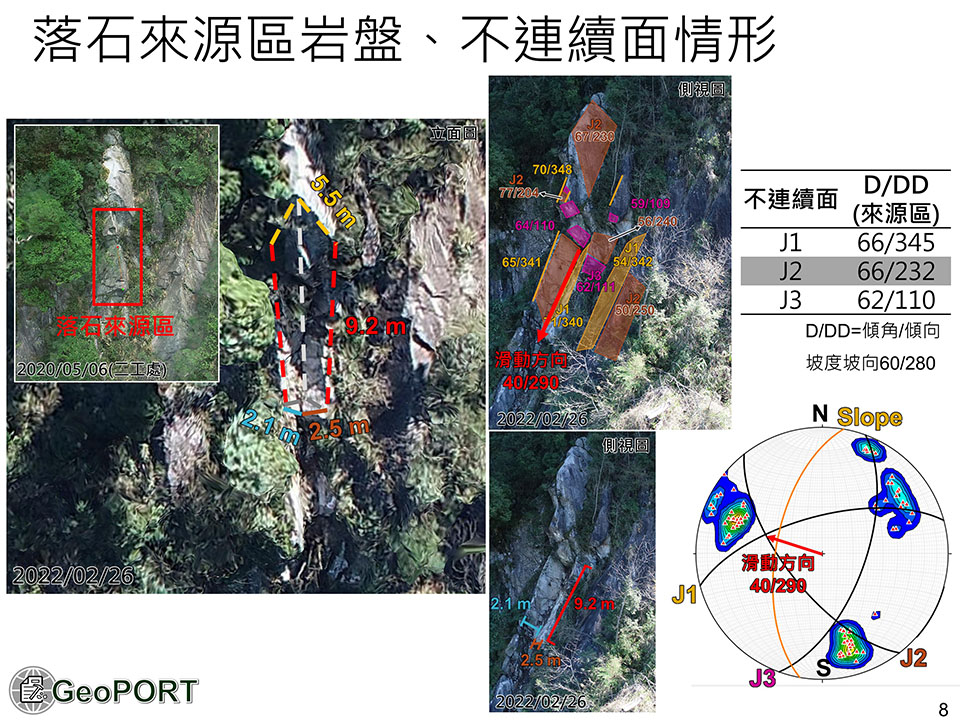 落石來源區岩盤、不連續面情形
立面圖
5.5 m
9.2 m
2.1 m
2.5 m
落石來源區
2020/05/06(二工處)
2022/02/26
側視圖
J2
67/230
70/348
J2
77/204
59/109
64/110
56/240
65/341
J1
54/342
J3
62/111
J2
50/250
J1
71/340
滑動方向
40/290
2022/02/26
側視圖
2.1 m
9.2 m
2.5 m
2022/02/26
不連續面 D/DD
(來源區)
J1 66/345
J2 66/232
J3 62/110
D/DD=傾角/傾向
坡度坡向60/280
N Slope
滑動方向
40/290
J1
J2
J3
S
GeoPORT
8